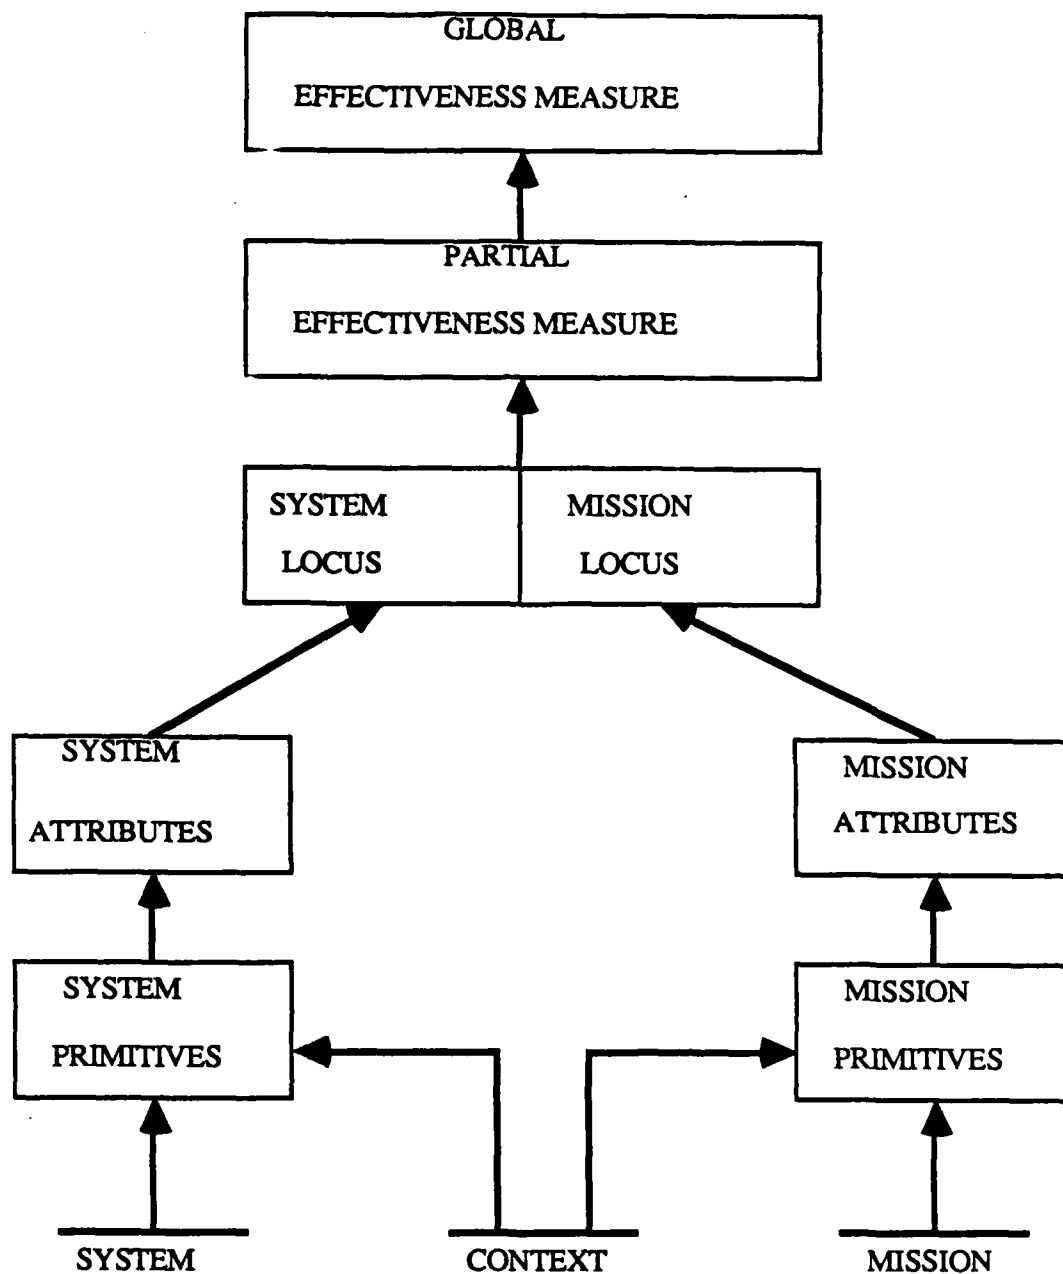 GLOBAL
EFFECTIVENESS MEASURE
PARTIAL
EFFECTIVENESS MEASURE
SYSTEM
LOCUS
MISSION
LOCUS
SYSTEM
ATTRIBUTES
MISSION
ATTRIBUTES
SYSTEM
PRIMITIVES
MISSION
PRIMITIVES
SYSTEM
CONTEXT
MISSION